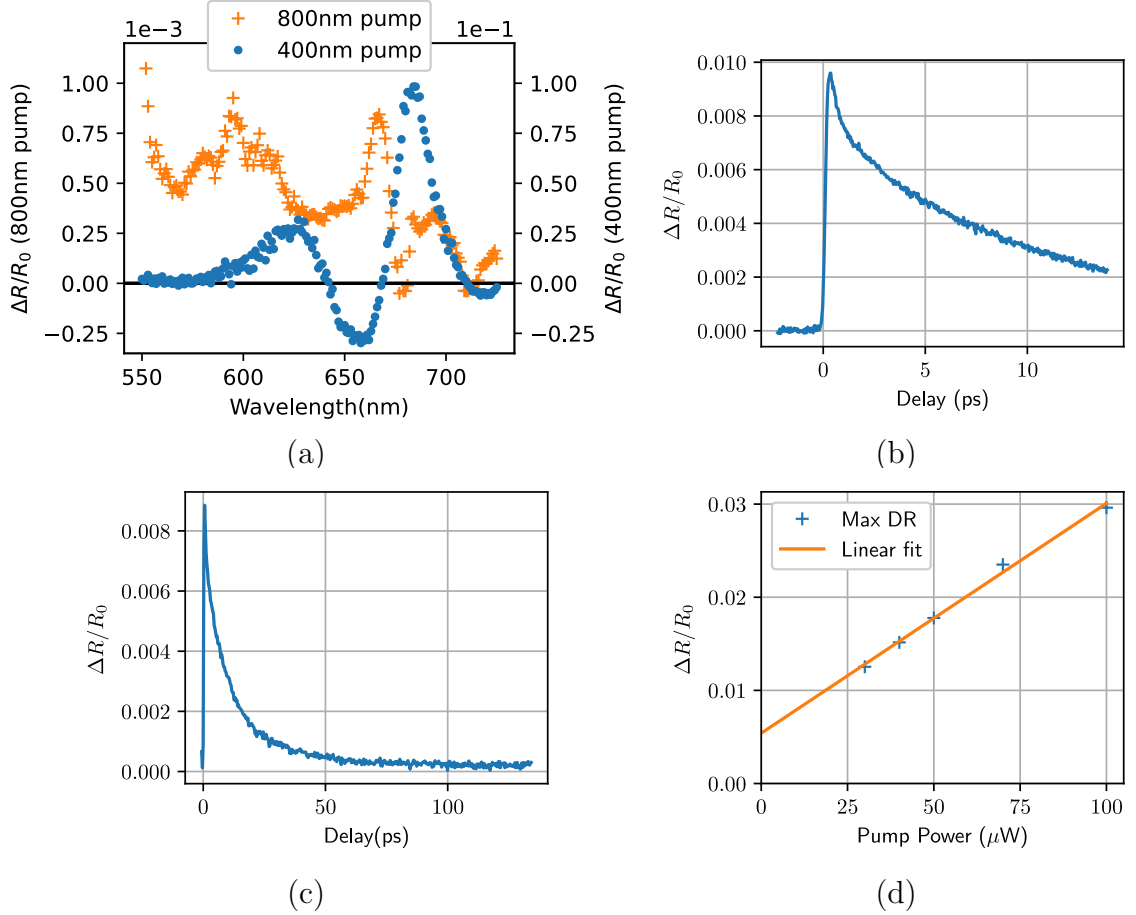 1e−3
1e−1
800nm pump
400nm pump
1.00
0.75
0.50
0.25
0.00
−0.25
1.00
0.75
0.50
0.25
0.00
−0.25
ΔR/R₀ (800nm pump)
ΔR/R₀ (400nm pump)
550 600 650 700
Wavelength(nm)
(a)
0.010
0.008
0.006
0.004
0.002
0.000
ΔR/R₀
0 5 10
Delay (ps)
(b)
0.008
0.006
0.004
0.002
0.000
ΔR/R₀
0 50 100
Delay(ps)
(c)
Max DR
Linear fit
0.03
0.02
0.01
0.00
ΔR/R₀
0 25 50 75 100
Pump Power (μW)
(d)